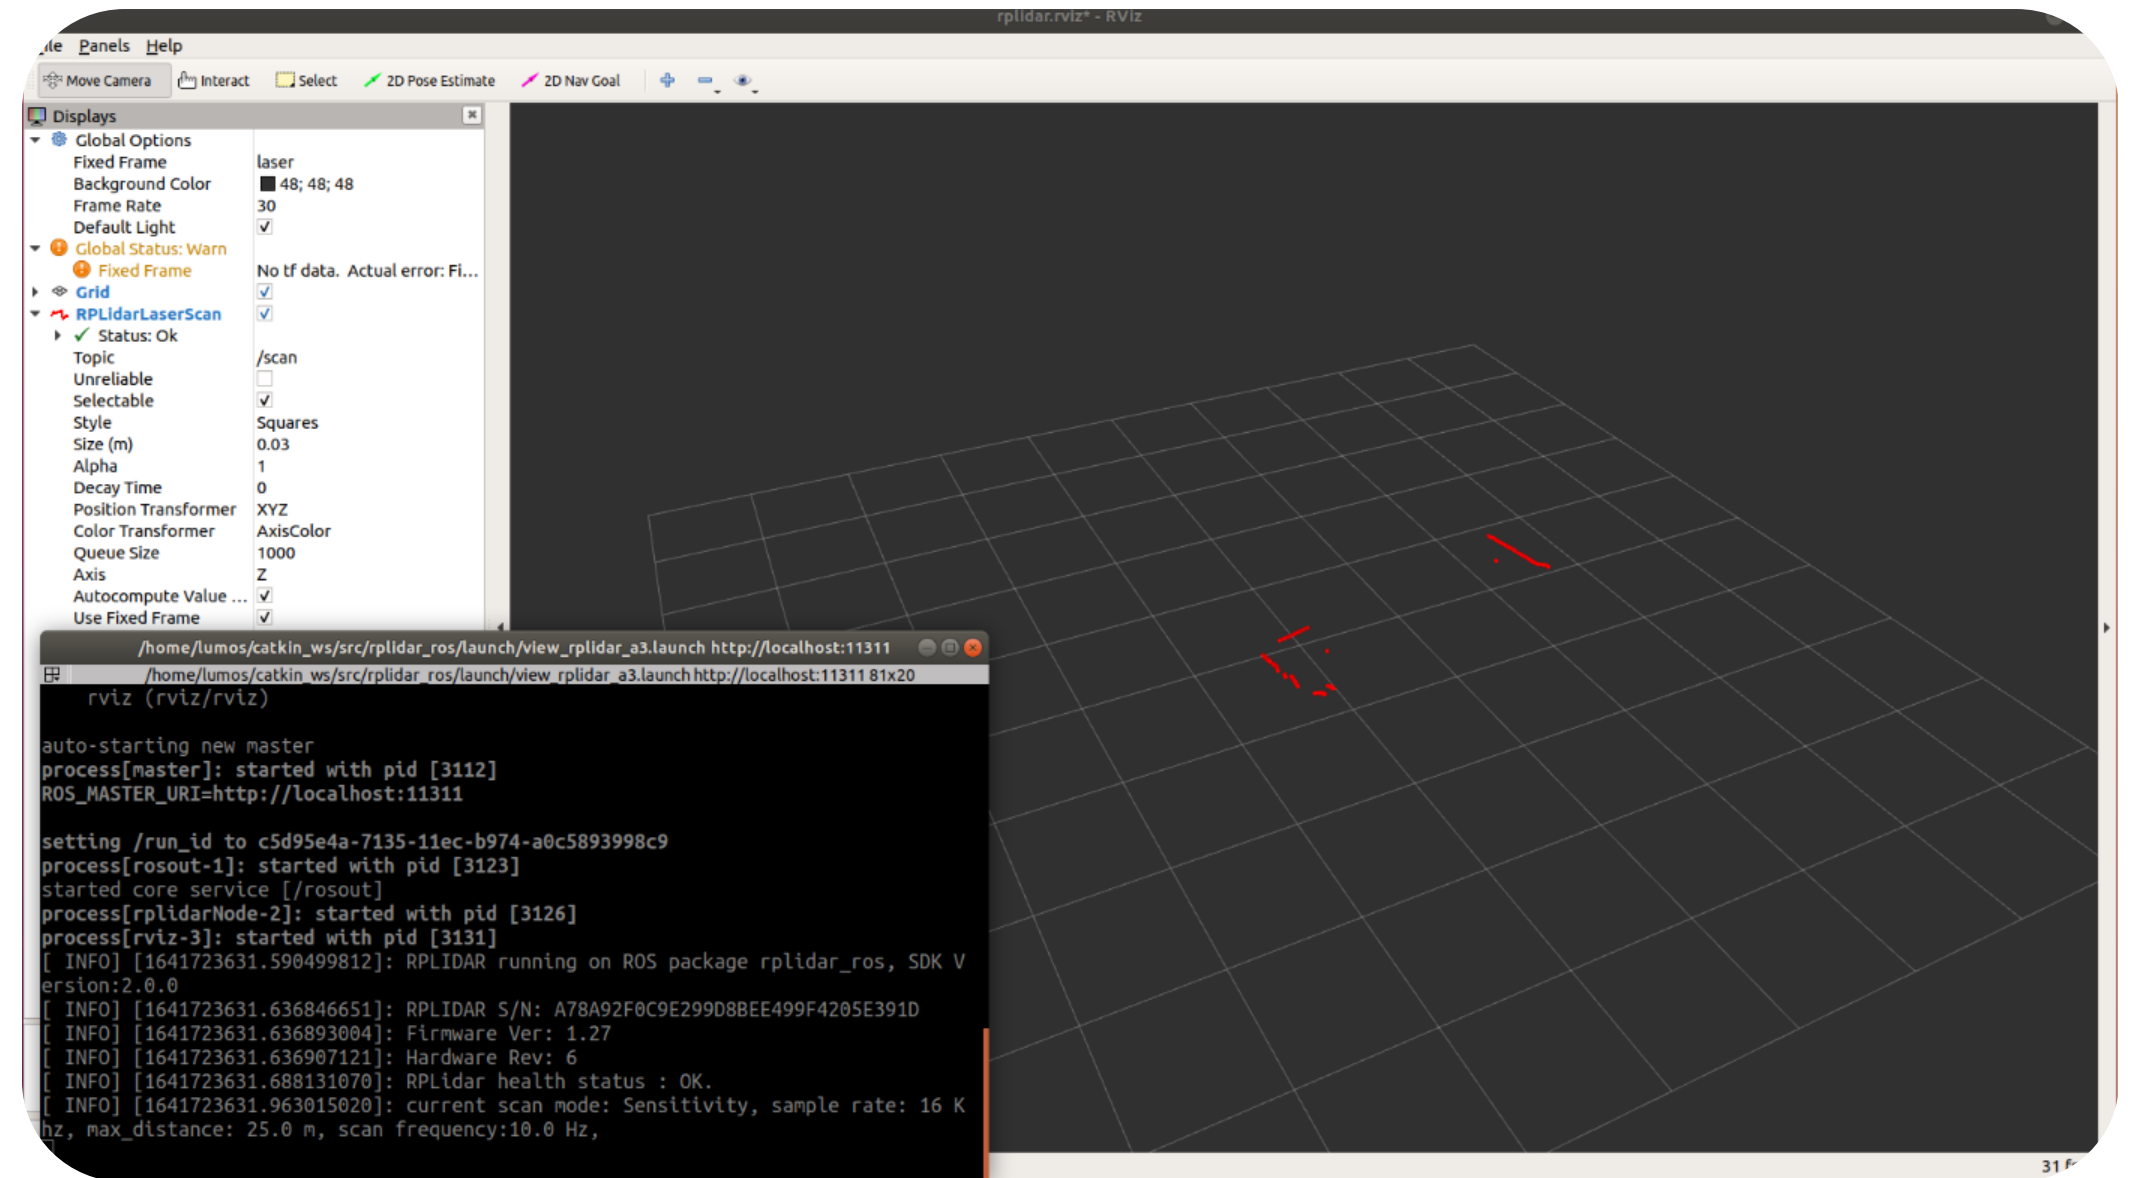 rplidar.rviz* - RViz
Panels Help
Move Camera Interact Select 2D Pose Estimate 2D Nav Goal
Displays
Global Options
Fixed Frame laser
Background Color 48; 48; 48
Frame Rate 30
Default Light
Global Status: Warn
Fixed Frame No tf data. Actual error: Fi...
Grid
RPLidarLaserScan
Status: Ok
Topic /scan
Unreliable
Selectable
Style Squares
Size (m) 0.03
Alpha 1
Decay Time 0
Position Transformer XYZ
Color Transformer AxisColor
Queue Size 1000
Axis Z
Autocompute Value ...
Use Fixed Frame
/home/lumos/catkin_ws/src/rplidar_ros/launch/view_rplidar_a3.launch http://localhost:11311
/home/lumos/catkin_ws/src/rplidar_ros/launch/view_rplidar_a3.launch http://localhost:11311 81x20
rviz (rviz/rviz)
auto-starting new master
process[master]: started with pid [3112]
ROS_MASTER_URI=http://localhost:11311
setting /run_id to c5d95e4a-7135-11ec-b974-a0c5893998c9
process[rosout-1]: started with pid [3123]
started core service [/rosout]
process[rplidarNode-2]: started with pid [3126]
process[rviz-3]: started with pid [3131]
[ INFO] [1641723631.590499812]: RPLIDAR running on ROS package rplidar_ros, SDK V
ersion:2.0.0
[ INFO] [1641723631.636846651]: RPLIDAR S/N: A78A92F0C9E299D8BEE499F4205E391D
[ INFO] [1641723631.636893004]: Firmware Ver: 1.27
[ INFO] [1641723631.636907121]: Hardware Rev: 6
[ INFO] [1641723631.688131070]: RPLidar health status : OK.
[ INFO] [1641723631.963015020]: current scan mode: Sensitivity, sample rate: 16 K
hz, max_distance: 25.0 m, scan frequency:10.0 Hz,
31